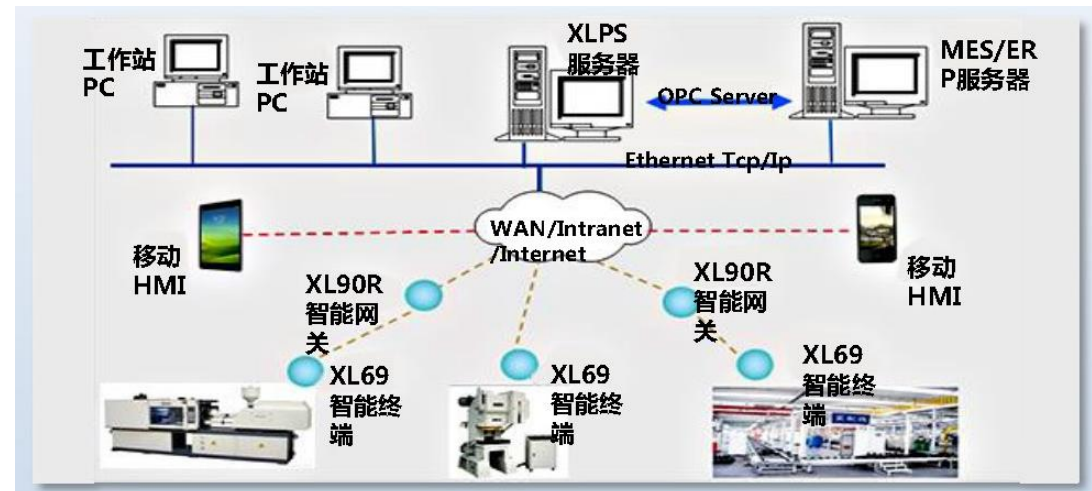 工作站
PC
工作站
PC
XLPS
服务器
MES/ER
P服务器
OPC Server
Ethernet Tcp/Ip
WAN/Intranet
/Internet
移动
HMI
XL90R
智能网
关
XL90R
智能网
关
移动
HMI
XL69
智能终
端
XL69
智能终
端
XL69
智能终
端